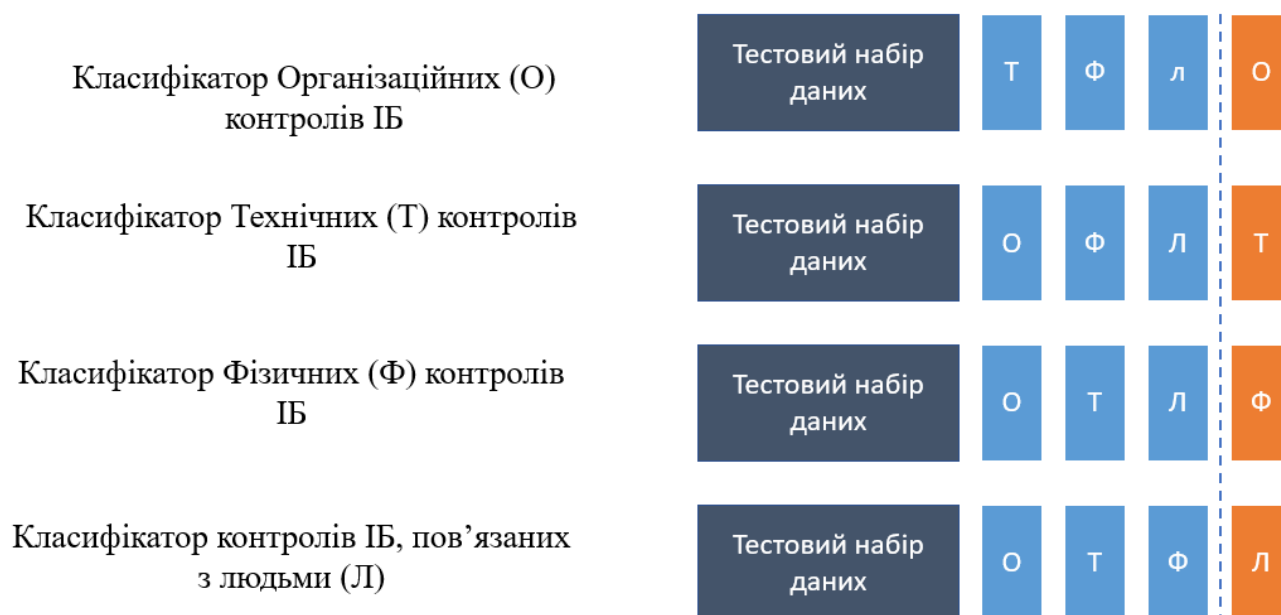 Класифікатор Організаційних (О)
контролів ІБ
Тестовий набір
даних
Т Ф л О
Класифікатор Технічних (Т) контролів
ІБ
Тестовий набір
даних
О Ф Л Т
Класифікатор Фізичних (Ф) контролів
ІБ
Тестовий набір
даних
О Т Л Ф
Класифікатор контролів ІБ, пов’язаних
з людьми (Л)
Тестовий набір
даних
О Т Ф Л